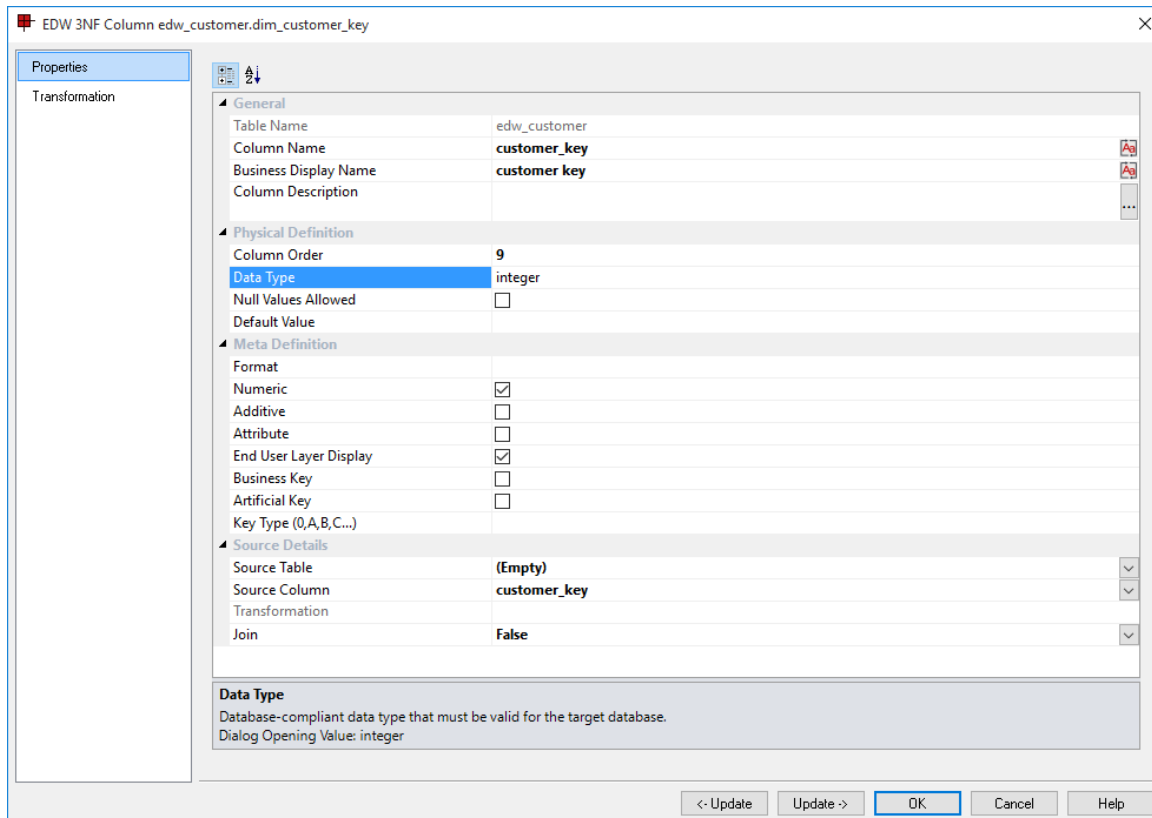 EDW 3NF Column edw_customer.dim_customer_key
Properties
Transformation
General
Table Name edw_customer
Column Name customer_key
Business Display Name customer key
Column Description
...
Physical Definition
Column Order 9
Data Type integer
Null Values Allowed
Default Value
Meta Definition
Format
Numeric
Additive
Attribute
End User Layer Display
Business Key
Artificial Key
Key Type (0,A,B,C...)
Source Details
Source Table (Empty)
Source Column customer_key
Transformation
Join False
Data Type
Database-compliant data type that must be valid for the target database.
Dialog Opening Value: integer
<- Update Update -> OK Cancel Help